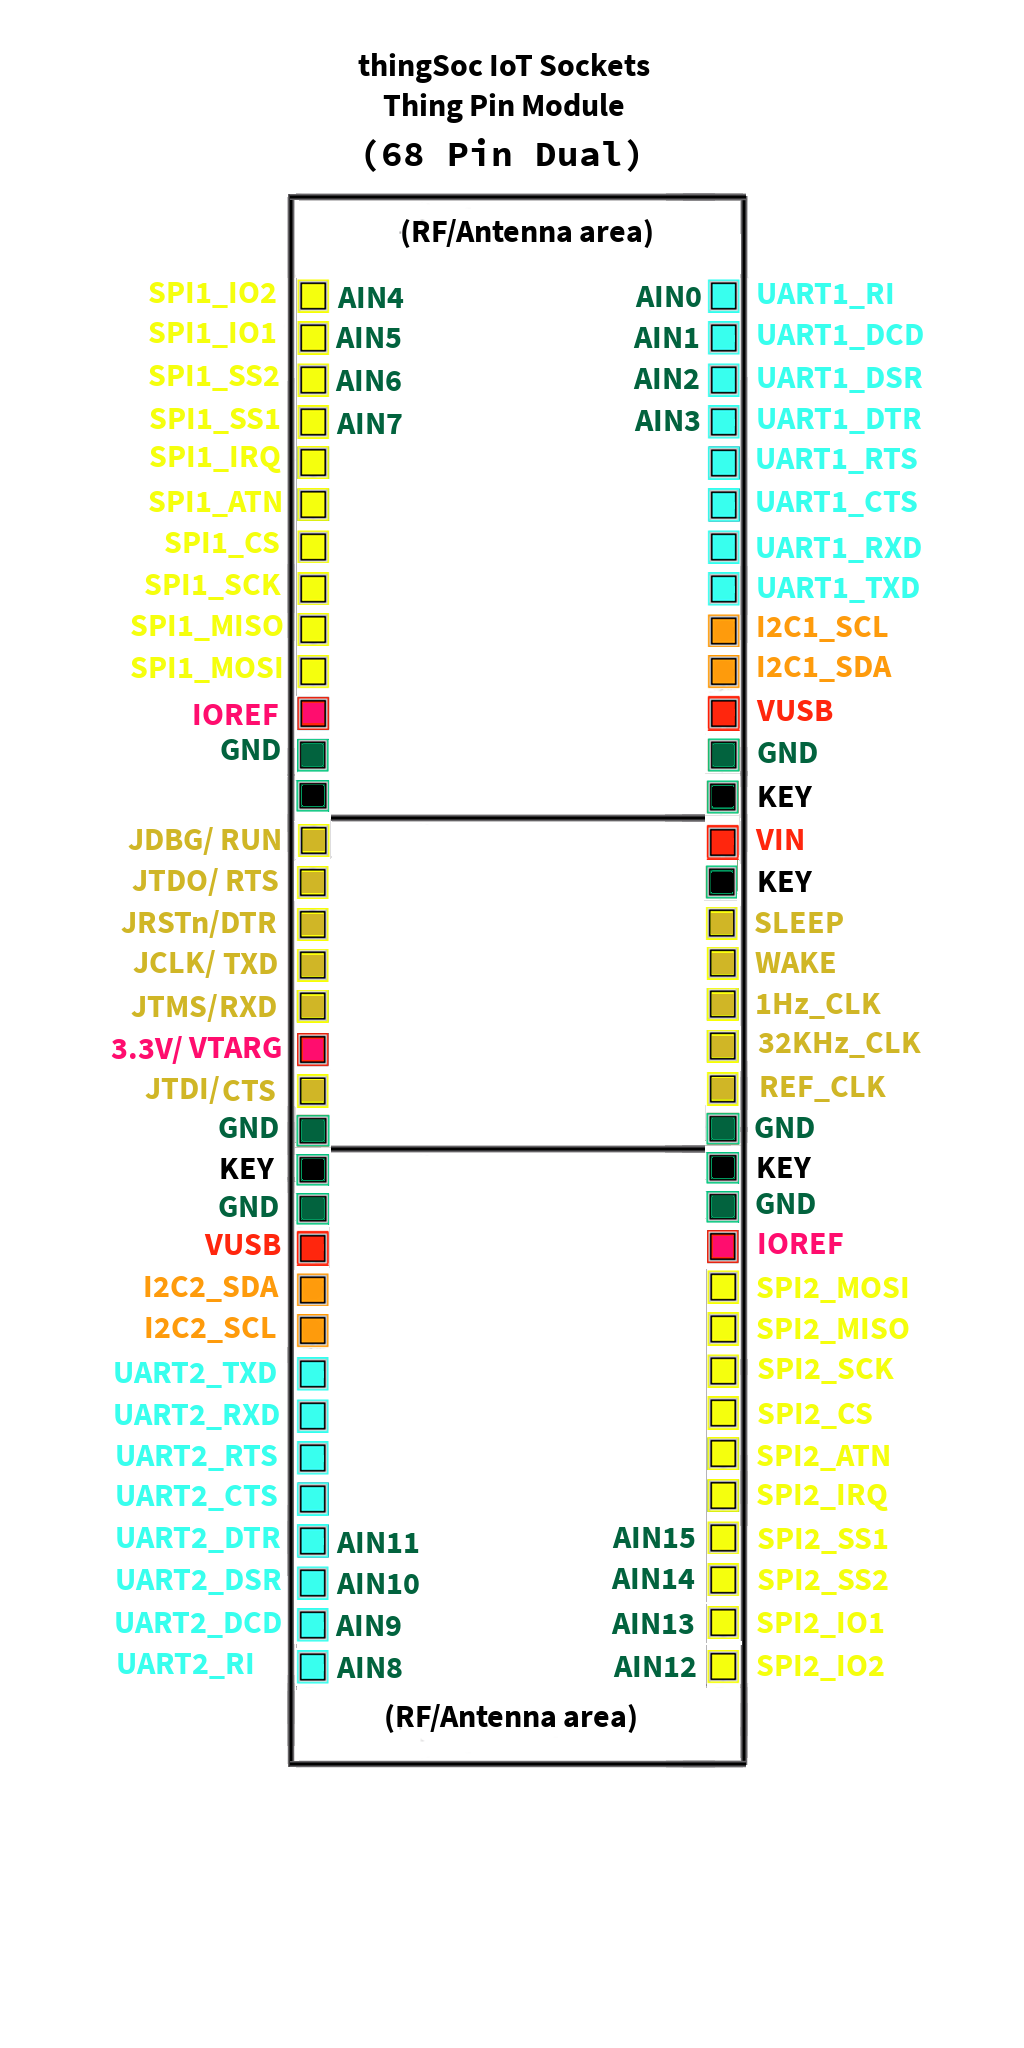 thingSoc IoT Sockets
Thing Pin Module
(68 Pin Dual)
(RF/Antenna area)
SPI1_IO2 AIN4 AIN0 UART1_RI
SPI1_IO1 AIN5 AIN1 UART1_DCD
SPI1_SS2 AIN6 AIN2 UART1_DSR
SPI1_SS1 AIN7 AIN3 UART1_DTR
SPI1_IRQ UART1_RTS
SPI1_ATN UART1_CTS
SPI1_CS UART1_RXD
SPI1_SCK UART1_TXD
SPI1_MISO I2C1_SCL
SPI1_MOSI I2C1_SDA
IOREF VUSB
GND GND
KEY
JDBG/ RUN VIN
JTDO/ RTS KEY
JRSTn/DTR SLEEP
JCLK/ TXD WAKE
JTMS/RXD 1Hz_CLK
3.3V/ VTARG 32KHz_CLK
JTDI/CTS REF_CLK
GND GND
KEY KEY
GND GND
VUSB IOREF
I2C2_SDA SPI2_MOSI
I2C2_SCL SPI2_MISO
UART2_TXD SPI2_SCK
UART2_RXD SPI2_CS
UART2_RTS SPI2_ATN
UART2_CTS SPI2_IRQ
UART2_DTR AIN11 AIN15 SPI2_SS1
UART2_DSR AIN10 AIN14 SPI2_SS2
UART2_DCD AIN9 AIN13 SPI2_IO1
UART2_RI AIN8 AIN12 SPI2_IO2
(RF/Antenna area)